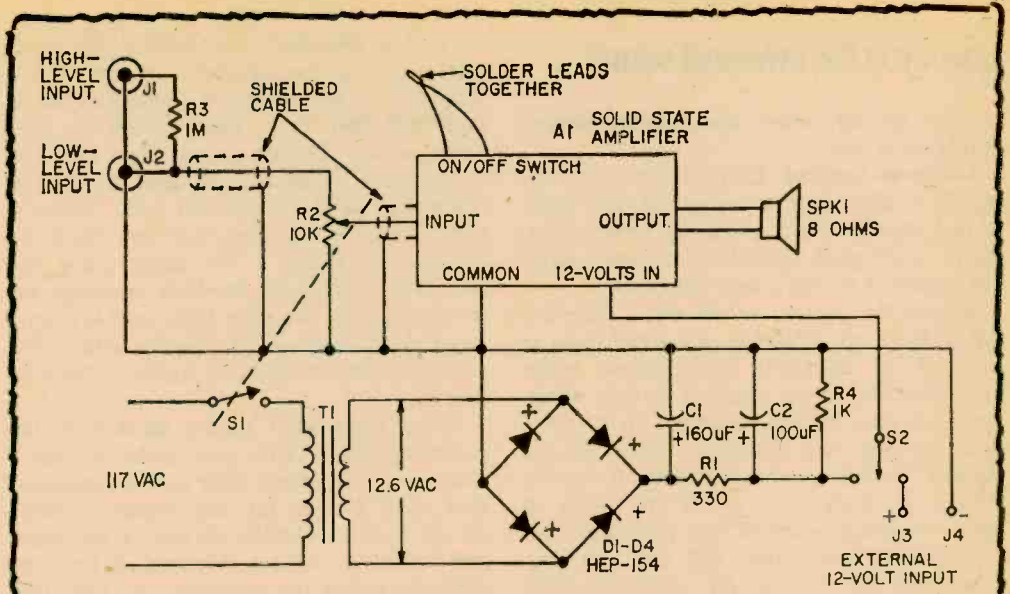 HIGH-
LEVEL
INPUT
J1
R3
1M
SHIELDED
CABLE
SOLDER LEADS
TOGETHER
A1 SOLID STATE
AMPLIFIER
LOW-
LEVEL
INPUT
J2
ON/OFF SWITCH
R2
10K
INPUT
OUTPUT
SPK1
8 OHMS
COMMON
12-VOLTS IN
S1
T1
117 VAC
12.6 VAC
+
+
+
+
D1-D4
HEP-154
C1
160uF
+
C2
100uF
+
R1
330
R4
1K
S2
+
J3
-
J4
EXTERNAL
12-VOLT INPUT